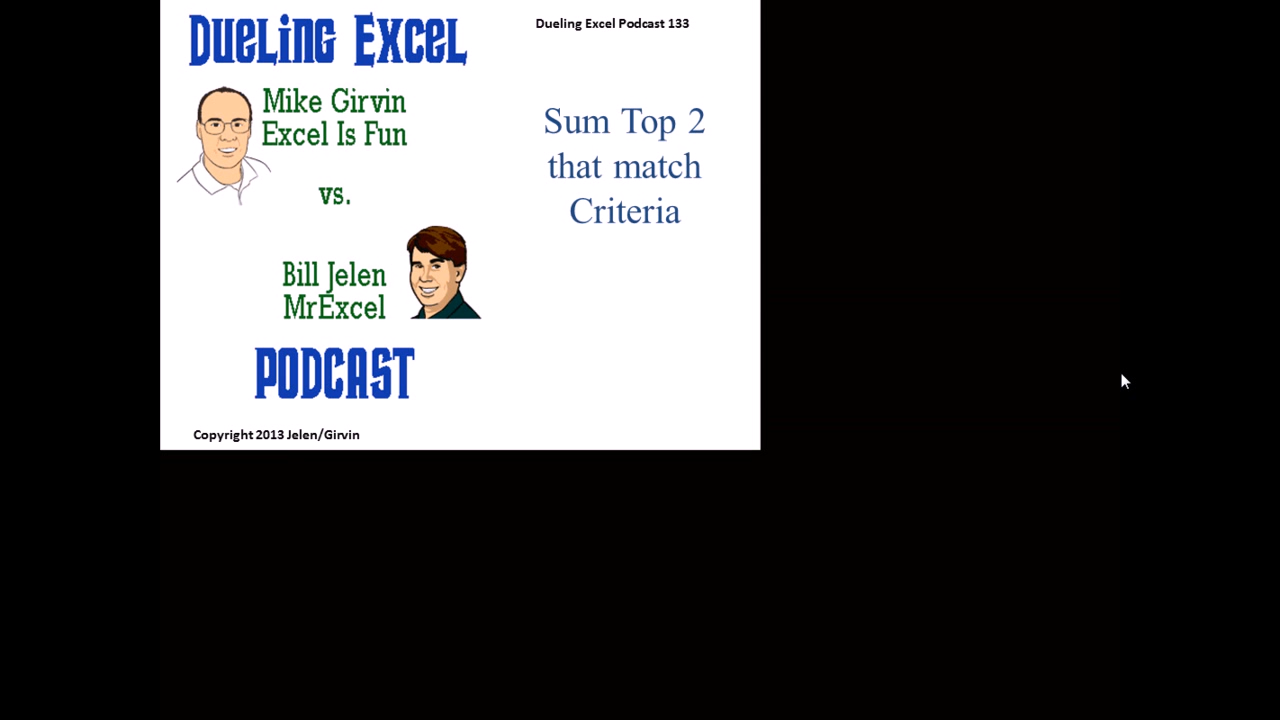 Dueling Excel
Dueling Excel Podcast 133
Mike Girvin
Excel Is Fun
vs.
Bill Jelen
MrExcel
PODCAST
Sum Top 2
that match
Criteria
Copyright 2013 Jelen/Girvin